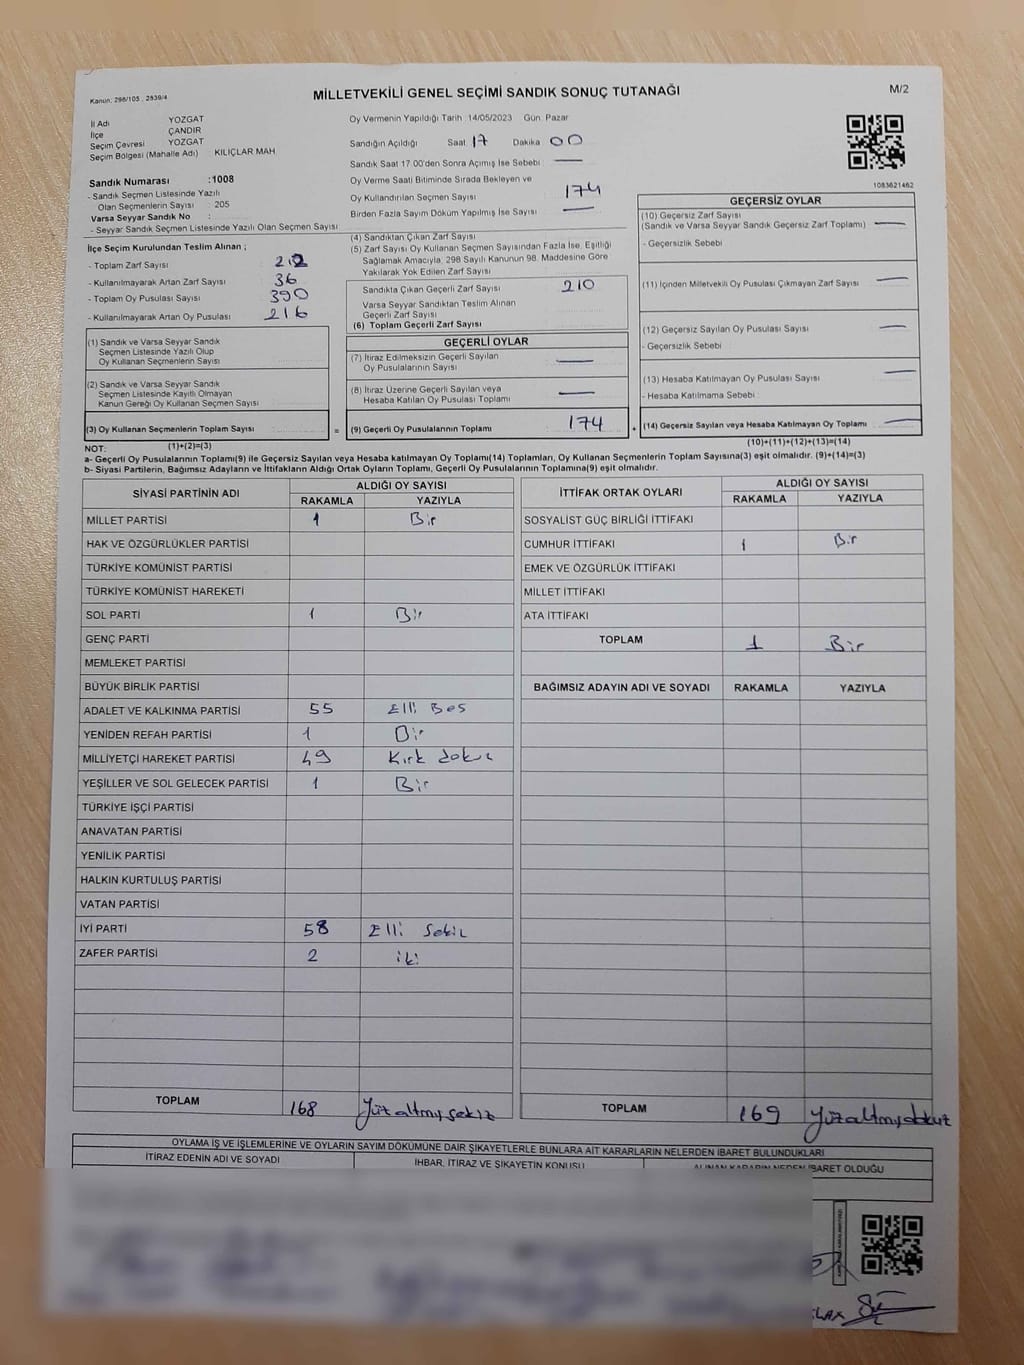 Kanun: 298/105 , 2839/4
MİLLETVEKİLİ GENEL SEÇİMİ SANDIK SONUÇ TUTANAĞI
M/2
İl Adı YOZGAT
İlçe ÇANDIR
Seçim Çevresi YOZGAT
Seçim Bölgesi (Mahalle Adı) KILIÇLAR MAH.
Sandık Numarası :1008
- Sandık Seçmen Listesinde Yazılı
Olan Seçmenlerin Sayısı : 205
Varsa Seyyar Sandık No :
- Seyyar Sandık Seçmen Listesinde Yazılı Olan Seçmen Sayısı
İlçe Seçim Kurulundan Teslim Alınan ;
- Toplam Zarf Sayısı : 212
- Kullanılmayarak Artan Zarf Sayısı : 36
- Toplam Oy Pusulası Sayısı : 390
- Kullanılmayarak Artan Oy Pusulası : 216
Oy Vermenin Yapıldığı Tarih :14/05/2023 Gün: Pazar
Sandığın Açıldığı Saat 17 Dakika 00
Sandık Saat 17.00'den Sonra Açımış İse Sebebi : —
Oy Verme Saati Bitiminde Sırada Bekleyen ve
Oy Kullandırılan Seçmen Sayısı : 174
Birden Fazla Sayım Döküm Yapılmış İse Sayısı : —
(4) Sandıktan Çıkan Zarf Sayısı
(5) Zarf Sayısı Oy Kullanan Seçmen Sayısından Fazla İse, Eşitliği
Sağlamak Amacıyla, 298 Sayılı Kanunun 98. Maddesine Göre
Yakılarak Yok Edilen Zarf Sayısı
Sandıkta Çıkan Geçerli Zarf Sayısı : 210
Varsa Seyyar Sandıktan Teslim Alınan
Geçerli Zarf Sayısı
(6) Toplam Geçerli Zarf Sayısı
1083621462
GEÇERSİZ OYLAR
(10) Geçersiz Zarf Sayısı
(Sandık ve Varsa Seyyar Sandık Geçersiz Zarf Toplamı) : —
- Geçersizlik Sebebi :
(11) İçinden Milletvekili Oy Pusulası Çıkmayan Zarf Sayısı : —
(12) Geçersiz Sayılan Oy Pusulası Sayısı : —
- Geçersizlik Sebebi :
(13) Hesaba Katılmayan Oy Pusulası Sayısı : —
- Hesaba Katılmama Sebebi :
(14) Geçersiz Sayılan veya Hesaba Katılmayan Oy Toplamı : —
(10)+(11)+(12)+(13)=(14)
(1) Sandık ve Varsa Seyyar Sandık
Seçmen Listesinde Yazılı Olup
Oy Kullanan Seçmenlerin Sayısı :
(2) Sandık ve Varsa Seyyar Sandık
Seçmen Listesinde Kayıtlı Olmayan
Kanun Gereği Oy Kullanan Seçmen Sayısı :
(3) Oy Kullanan Seçmenlerin Toplam Sayısı :
(1)+(2)=(3)
=
GEÇERLİ OYLAR
(7) İtiraz Edilmeksizin Geçerli Sayılan
Oy Pusulalarının Sayısı : —
(8) İtiraz Üzerine Geçerli Sayılan veya
Hesaba Katılan Oy Pusulası Toplamı : —
(9) Geçerli Oy Pusulalarının Toplamı : 174
+
NOT:
a- Geçerli Oy Pusulalarının Toplamı(9) ile Geçersiz Sayılan veya Hesaba katılmayan Oy Toplamı(14) Toplamları, Oy Kullanan Seçmenlerin Toplam Sayısına(3) eşit olmalıdır. (9)+(14)=(3)
b- Siyasi Partilerin, Bağımsız Adayların ve İttifakların Aldığı Ortak Oyların Toplamı, Geçerli Oy Pusulalarının Toplamına(9) eşit olmalıdır.
SİYASİ PARTİNİN ADI ALDIĞI OY SAYISI
RAKAMLA YAZIYLA
MİLLET PARTİSİ 1 Bir
HAK VE ÖZGÜRLÜKLER PARTİSİ
TÜRKİYE KOMÜNİST PARTİSİ
TÜRKİYE KOMÜNİST HAREKETİ
SOL PARTİ 1 Bir
GENÇ PARTİ
MEMLEKET PARTİSİ
BÜYÜK BİRLİK PARTİSİ
ADALET VE KALKINMA PARTİSİ 55 Elli Bes
YENİDEN REFAH PARTİSİ 1 Bir
MİLLİYETÇİ HAREKET PARTİSİ 49 Kırk dokuz
YEŞİLLER VE SOL GELECEK PARTİSİ 1 Bir
TÜRKİYE İŞÇİ PARTİSİ
ANAVATAN PARTİSİ
YENİLİK PARTİSİ
HALKIN KURTULUŞ PARTİSİ
VATAN PARTİSİ
İYİ PARTİ 58 Elli Sekiz
ZAFER PARTİSİ 2 iki
TOPLAM 168 Yüzaltmışsekiz
İTTİFAK ORTAK OYLARI ALDIĞI OY SAYISI
RAKAMLA YAZIYLA
SOSYALİST GÜÇ BİRLİĞİ İTTİFAKI
CUMHUR İTTİFAKI 1 Bir
EMEK VE ÖZGÜRLÜK İTTİFAKI
MİLLET İTTİFAKI
ATA İTTİFAKI
TOPLAM 1 Bir
BAĞIMSIZ ADAYIN ADI VE SOYADI RAKAMLA YAZIYLA
TOPLAM 169 Yüzaltmışdokuz
OYLAMA İŞ VE İŞLEMLERİNE VE OYLARIN SAYIM DÖKÜMÜNE DAİR ŞİKAYETLERLE BUNLARA AİT KARARLARIN NELERDEN İBARET BULUNDUKLARI
İTİRAZ EDENİN ADI VE SOYADI
İHBAR, İTİRAZ VE ŞİKAYETİN KONUSU
ALINAN KARARIN NEDEN İBARET OLDUĞU